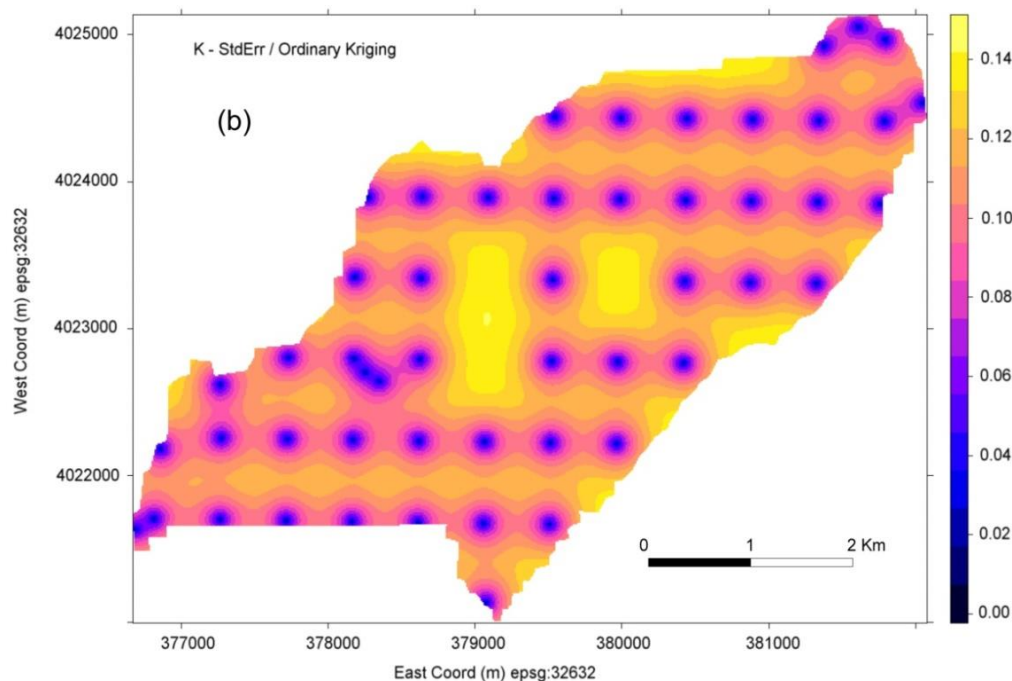 K - StdErr / Ordinary Kriging
(b)
4025000
4024000
4023000
4022000
West Coord (m) epsg:32632
0.14
0.12
0.10
0.08
0.06
0.04
0.02
0.00
0 1 2 Km
377000 378000 379000 380000 381000
East Coord (m) epsg:32632